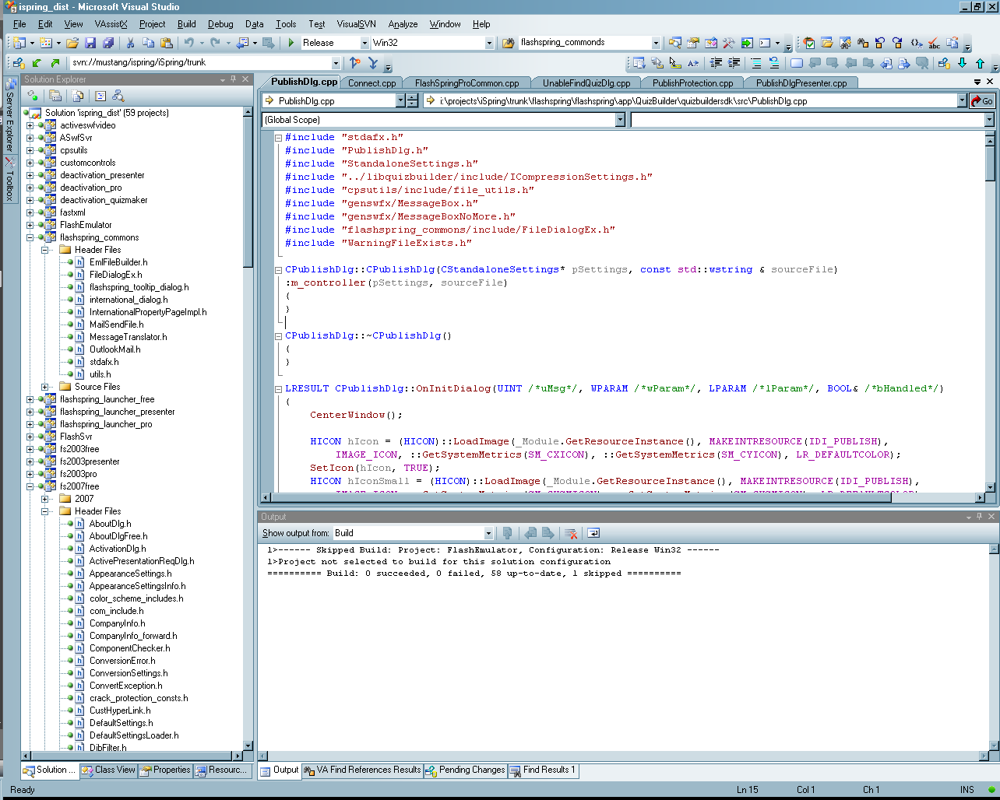 ispring_dist - Microsoft Visual Studio
File Edit View VAssistX Project Build Debug Data Tools Test VisualSVN Analyze Window Help
Release Win32 flashspring_commonds
svn://mustang/ispring/iSpring/trunk
Server Explorer
Toolbox
Solution Explorer
Solution 'ispring_dist' (59 projects)
activeswfvideo
ASwfSvr
cpsutils
customcontrols
deactivation_presenter
deactivation_pro
deactivation_quizmaker
fastxml
FlashEmulator
flashspring_commons
Header Files
EmlFileBuilder.h
FileDialogEx.h
flashspring_tooltip_dialog.h
international_dialog.h
InternationalPropertyPageImpl.h
MailSendFile.h
MessageTranslator.h
OutlookMail.h
stdafx.h
utils.h
Source Files
flashspring_launcher_free
flashspring_launcher_presenter
flashspring_launcher_pro
FlashSvr
fs2003free
fs2003presenter
fs2003pro
fs2007free
2007
Header Files
AboutDlg.h
AboutDlgFree.h
ActivationDlg.h
ActivePresentationReqDlg.h
AppearanceSettings.h
AppearanceSettingsInfo.h
color_scheme_includes.h
com_include.h
CompanyInfo.h
CompanyInfo_forward.h
ComponentChecker.h
ConversionError.h
ConversionSettings.h
ConvertException.h
crack_protection_consts.h
CustHyperLink.h
DefaultSettings.h
DefaultSettingsLoader.h
DibFilter.h
Solution ... Class View Properties Resourc...
PublishDlg.cpp Connect.cpp FlashSpringProCommon.cpp UnableFindQuizDlg.cpp PublishProtection.cpp PublishDlgPresenter.cpp
PublishDlg.cpp i:\projects\iSpring\trunk\flashspring\flashspring\app\QuizBuilder\quizbuildersdk\src\PublishDlg.cpp Go
(Global Scope)
#include "stdafx.h"
#include "PublishDlg.h"
#include "StandaloneSettings.h"
#include "../libquizbuilder/include/ICompressionSettings.h"
#include "cpsutils/include/file_utils.h"
#include "genswfx/MessageBox.h"
#include "genswfx/MessageBoxNoMore.h"
#include "flashspring_commons/include/FileDialogEx.h"
#include "WarningFileExists.h"
CPublishDlg::CPublishDlg(CStandaloneSettings* pSettings, const std::wstring & sourceFile)
:m_controller(pSettings, sourceFile)
{
}
CPublishDlg::~CPublishDlg()
{
}
LRESULT CPublishDlg::OnInitDialog(UINT /*uMsg*/, WPARAM /*wParam*/, LPARAM /*lParam*/, BOOL& /*bHandled*/)
{
CenterWindow();
HICON hIcon = (HICON)::LoadImage(_Module.GetResourceInstance(), MAKEINTRESOURCE(IDI_PUBLISH),
IMAGE_ICON, ::GetSystemMetrics(SM_CXICON), ::GetSystemMetrics(SM_CYICON), LR_DEFAULTCOLOR);
SetIcon(hIcon, TRUE);
HICON hIconSmall = (HICON)::LoadImage(_Module.GetResourceInstance(), MAKEINTRESOURCE(IDI_PUBLISH),
Output
Show output from: Build
1>------ Skipped Build: Project: FlashEmulator, Configuration: Release Win32 ------
1>Project not selected to build for this solution configuration
========== Build: 0 succeeded, 0 failed, 58 up-to-date, 1 skipped ==========
Output VA Find References Results Pending Changes Find Results 1
Ready Ln 15 Col 1 Ch 1 INS